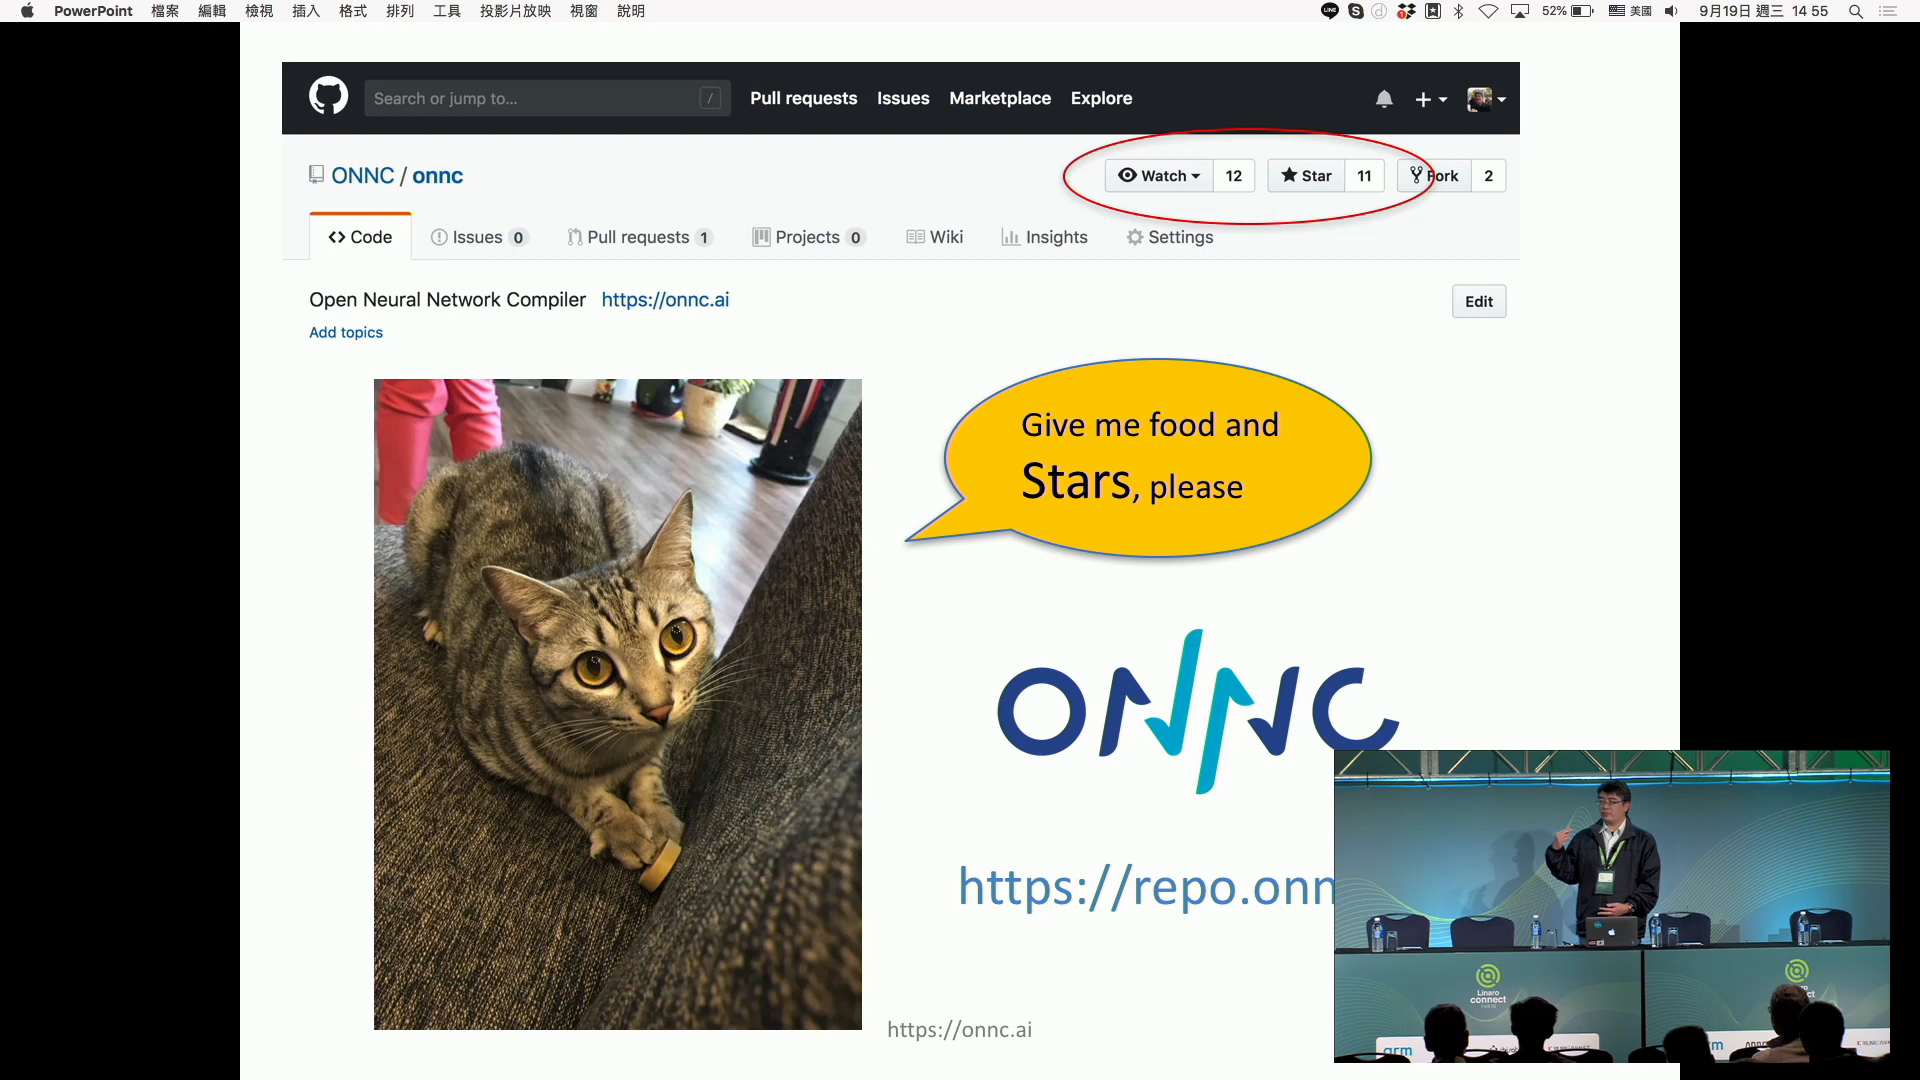 PowerPoint 檔案 編輯 檢視 插入 格式 排列 工具 投影片放映 視窗 說明 52% 美國 9月19日 週三 14 55
Search or jump to... / Pull requests Issues Marketplace Explore
ONNC / onnc Watch 12 Star 11 Fork 2
Code Issues 0 Pull requests 1 Projects 0 Wiki Insights Settings
Open Neural Network Compiler https://onnc.ai Edit
Add topics
Give me food and
Stars, please
ONNC
https://repo.onn
Linaro
connect
arm
https://onnc.ai